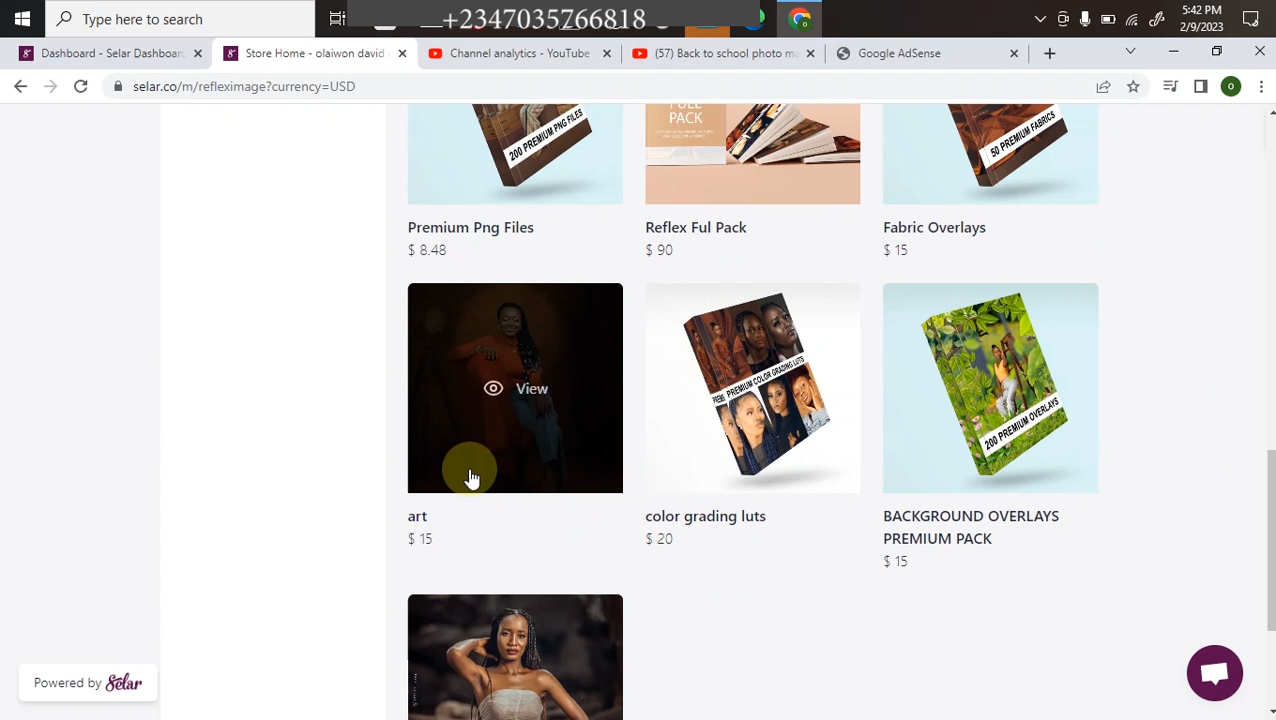 Type here to search
+2347035766818
5:42 PM
2/9/2023
Dashboard - Selar Dashboard
Store Home - olaiwon david
Channel analytics - YouTube
(57) Back to school photo ma
Google AdSense
selar.co/m/refleximage?currency=USD
200 PREMIUM PNG FILES
FULL
PACK
50 PREMIUM FABRICS
Premium Png Files
$ 8.48
Reflex Ful Pack
$ 90
Fabric Overlays
$ 15
View
PREMIUM COLOR GRADING LUTS
200 PREMIUM OVERLAYS
art
$ 15
color grading luts
$ 20
BACKGROUND OVERLAYS
PREMIUM PACK
$ 15
Powered by Selar